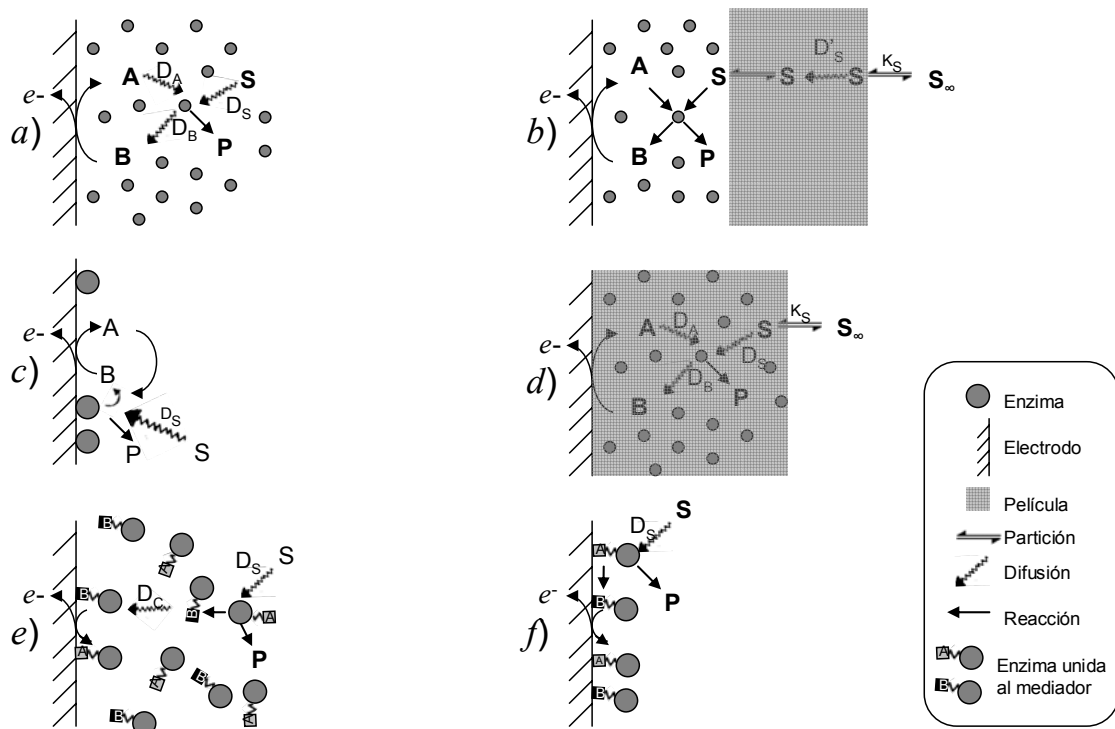 a)
e-
A
D_A
S
D_S
D_B
B
P
b)
e-
A
S
S
D'_S
S
K_S
S_∞
B
P
c)
e-
A
B
D_S
P
S
d)
e-
A
D_A
S
K_S
S_∞
D_S
D_B
B
P
e)
e-
B
A
B
D_C
B
D_S
S
A
P
A
A
B
A
B
f)
e-
A
D_S
S
P
B
A
B
Enzima
Electrodo
Película
Partición
Difusión
Reacción
A
B
Enzima unida
al mediador